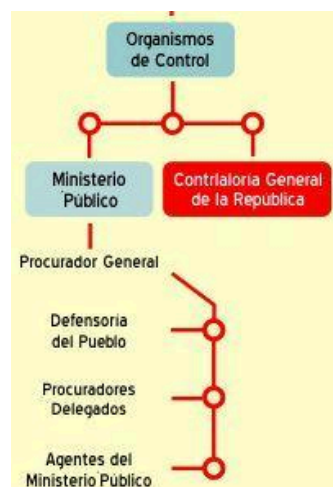 Organismos
de Control
Ministerio
Público
Contrlaloría General
de la República
Procurador General
Defensoría
del Pueblo
Procuradores
Delegados
Agentes del
Ministerio Público